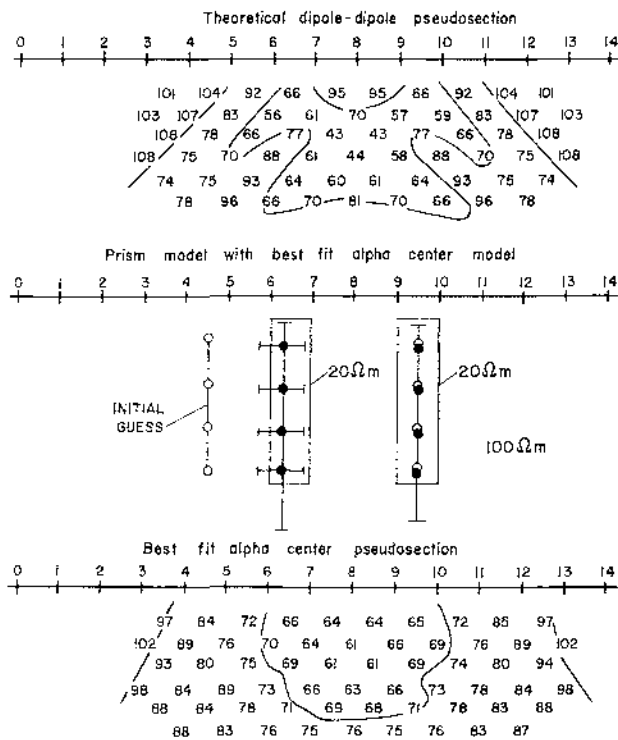 Theoretical dipole-dipole pseudosection
0 1 2 3 4 5 6 7 8 9 10 11 12 13 14
101 104 92 66 95 95 66 92 104 101
103 107 83 56 61 70 57 59 83 107 103
108 78 66 77 43 43 77 66 78 108
108 75 70 88 61 44 58 88 70 75 108
74 75 93 64 60 61 64 93 75 74
78 96 66 70 81 70 66 96 78
Prism model with best fit alpha center model
0 1 2 3 4 5 6 7 8 9 10 11 12 13 14
20Ωm 20Ωm
INITIAL
GUESS
100Ωm
Best fit alpha center pseudosection
0 1 2 3 4 5 6 7 8 9 10 11 12 13 14
97 84 72 66 64 64 65 72 85 97
102 89 76 70 64 61 66 69 76 89 102
93 80 75 69 61 61 69 74 80 94
98 84 89 73 66 63 66 73 78 84 98
88 84 78 71 69 68 71 78 83 88
88 83 76 75 76 75 76 83 87